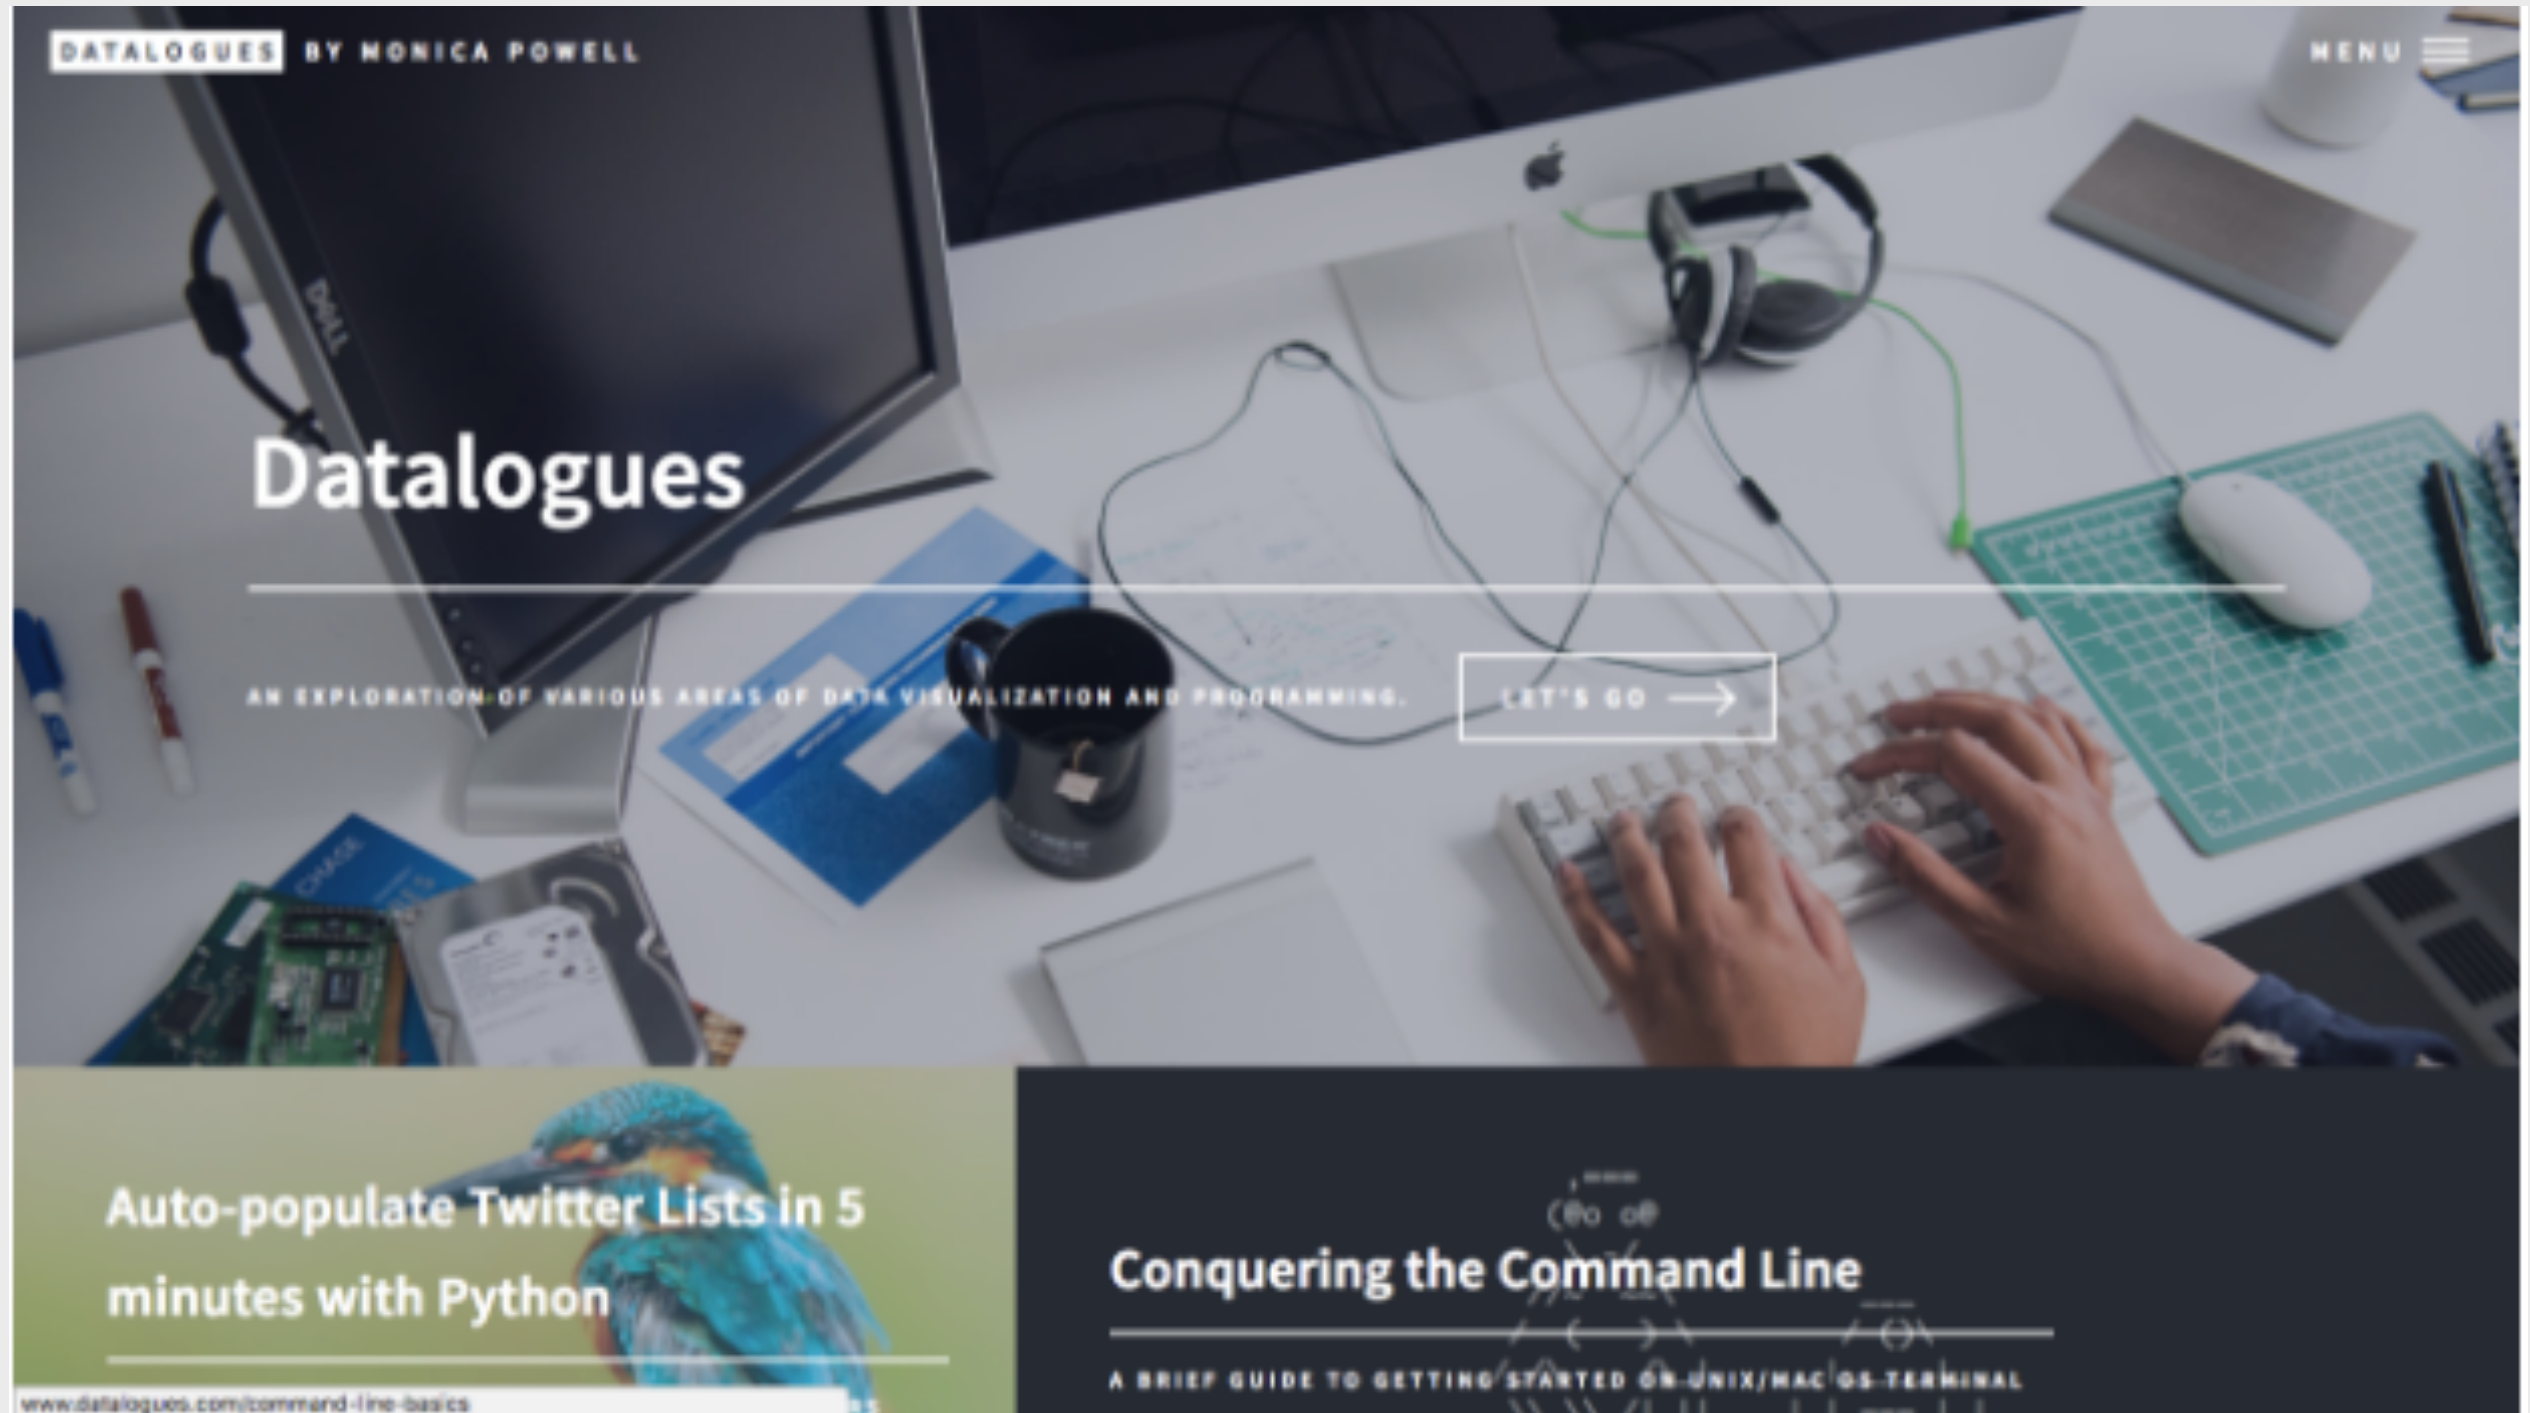 DATALOGUES BY MONICA POWELL
MENU
DELL
Datalogues
AN EXPLORATION OF VARIOUS AREAS OF DATA VISUALIZATION AND PROGRAMMING.
LET'S GO
CHASE
Auto-populate Twitter Lists in 5
minutes with Python
Conquering the Command Line
A BRIEF GUIDE TO GETTING STARTED ON UNIX/MAC OS TERMINAL
www.datalogues.com/command-line-basics